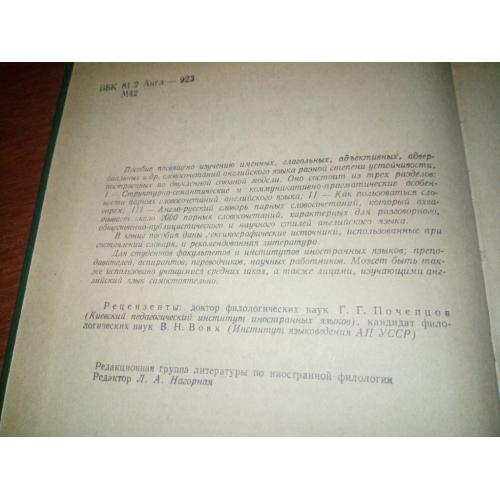 ББК 81.2 Англ — 923
М42
Пособие посвящено изучению именных, глагольных, адъективных, адвер-
биальных и др. словосочетаний английского языка разной степени устойчивости,
построенных по двучленной союзной модели. Оно состоит из трех разделов:
I — Структурно-семантические и коммуникативно-прагматические особен-
ности парных словосочетаний английского языка; II — Как пользоваться сло-
варем; III — Англо-русский словарь парных словосочетаний, который охва-
тывает около 2000 парных словосочетаний, характерных для разговорного,
общественно-публицистического и научного стилей английского языка.
В конце пособия даны лексикографические источники, использованные при
составлении словаря, и рекомендованная литература.
Для студентов факультетов и институтов иностранных языков; препо-
давателей, аспирантов, переводчиков, научных работников. Может быть так-
же использовано учащимися средних школ, а также лицами, изучающими анг-
лийский язык самостоятельно.
Рецензенты: доктор филологических наук Г. Г. Почепцов
(Киевский педагогический институт иностранных языков), кандидат фило-
логических наук В. Н. Вовк (Институт языковедения АН УССР)
Редакционная группа литературы по иностранной филологии
Редактор Л. А. Нагорная